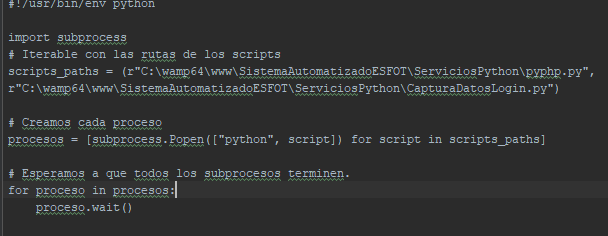 #!/usr/bin/env python
import subprocess
# Iterable con las rutas de los scripts
scripts_paths = (r"C:\wamp64\www\SistemaAutomatizadoESFOT\ServiciosPython\pyphp.py",
r"C:\wamp64\www\SistemaAutomatizadoESFOT\ServiciosPython\CapturaDatosLogin.py")
# Creamos cada proceso
procesos = [subprocess.Popen(["python", script]) for script in scripts_paths]
# Esperamos a que todos los subprocesos terminen.
for proceso in procesos:
    proceso.wait()